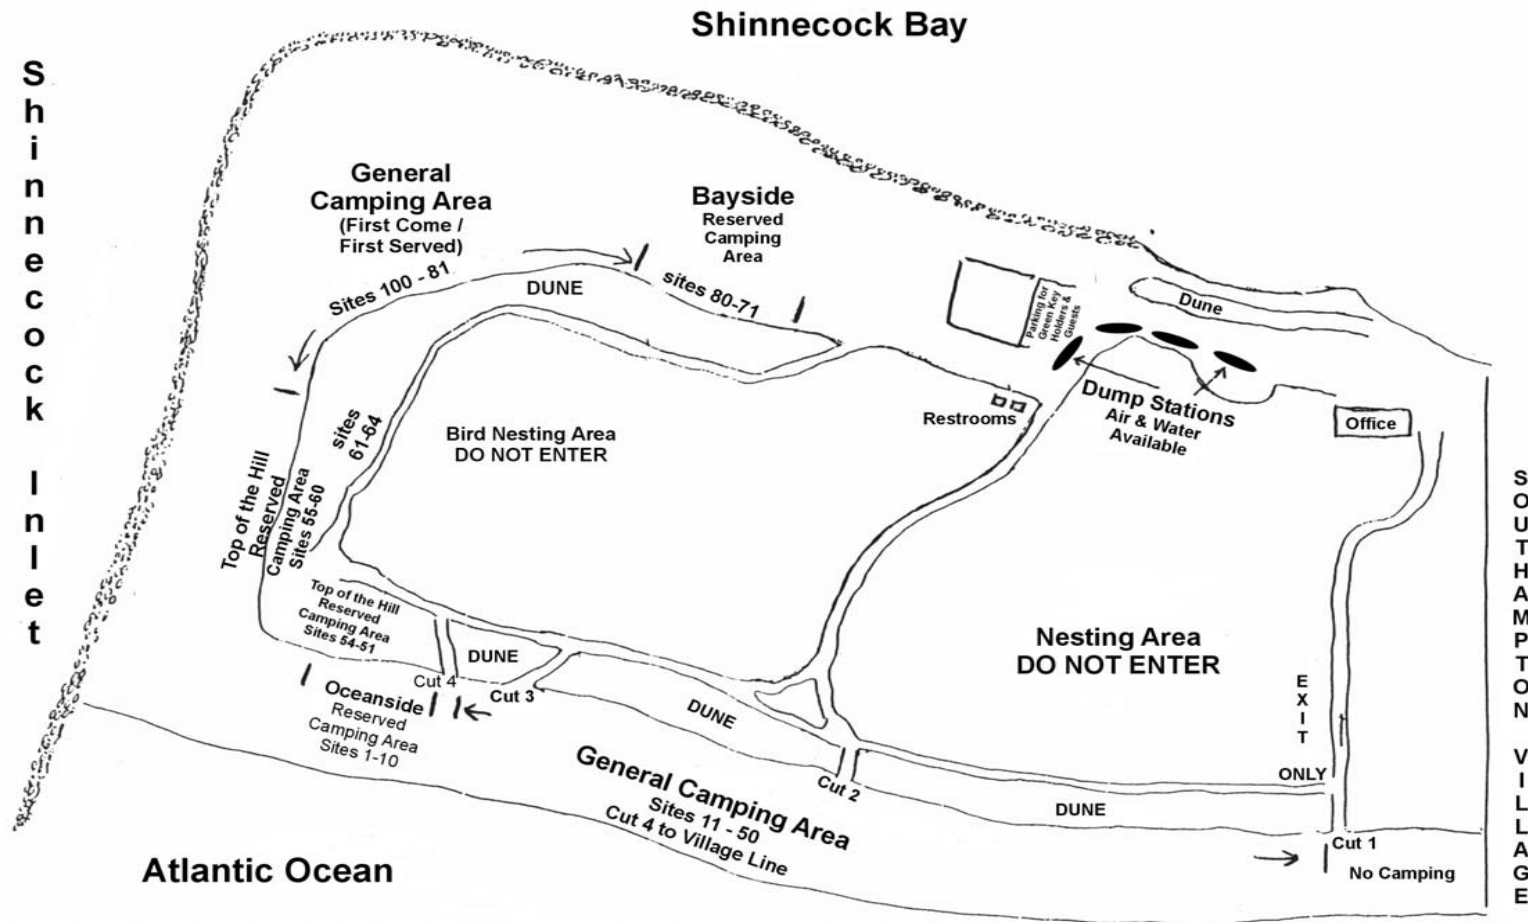 Shinnecock Bay
Shinnecock Inlet
General
Camping Area
(First Come /
First Served)
Sites 100 - 81
Bayside
Reserved
Camping
Area
sites 80-71
DUNE
Parking for
Green Key
Holders &
Guests
Dune
Dump Stations
Air & Water
Available
Restrooms
Office
Bird Nesting Area
DO NOT ENTER
sites
61-64
Top of the Hill
Reserved
Camping Area
Sites 55-60
Top of the Hill
Reserved
Camping Area
Sites 54-51
DUNE
Cut 4
Cut 3
Oceanside
Reserved
Camping Area
Sites 1-10
DUNE
Nesting Area
DO NOT ENTER
EXIT
ONLY
SOUTHAMPTON VILLAGE
General Camping Area
Sites 11 - 50
Cut 4 to Village Line
Cut 2
DUNE
Cut 1
No Camping
Atlantic Ocean